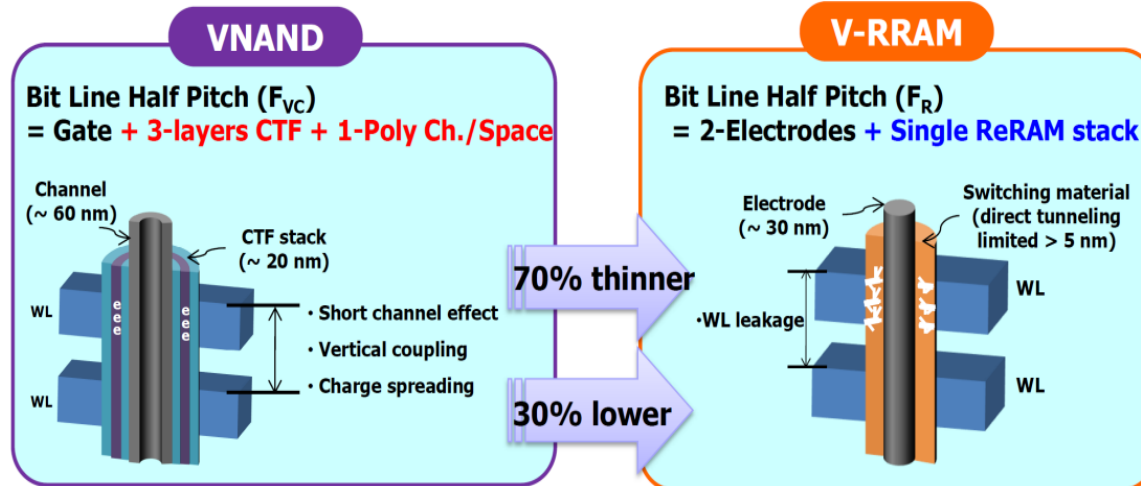 VNAND
Bit Line Half Pitch (FVC)
= Gate + 3-layers CTF + 1-Poly Ch./Space
Channel
(~ 60 nm)
CTF stack
(~ 20 nm)
e e
e e
e e
WL
WL
· Short channel effect
· Vertical coupling
· Charge spreading
70% thinner
30% lower
V-RRAM
Bit Line Half Pitch (FR)
= 2-Electrodes + Single ReRAM stack
Electrode
(~ 30 nm)
Switching material
(direct tunneling
limited > 5 nm)
·WL leakage
WL
WL